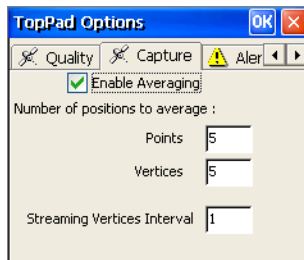 TopPad Options OK
Quality Capture Aler
Enable Averaging
Number of positions to average :
Points 5
Vertices 5
Streaming Vertices Interval 1